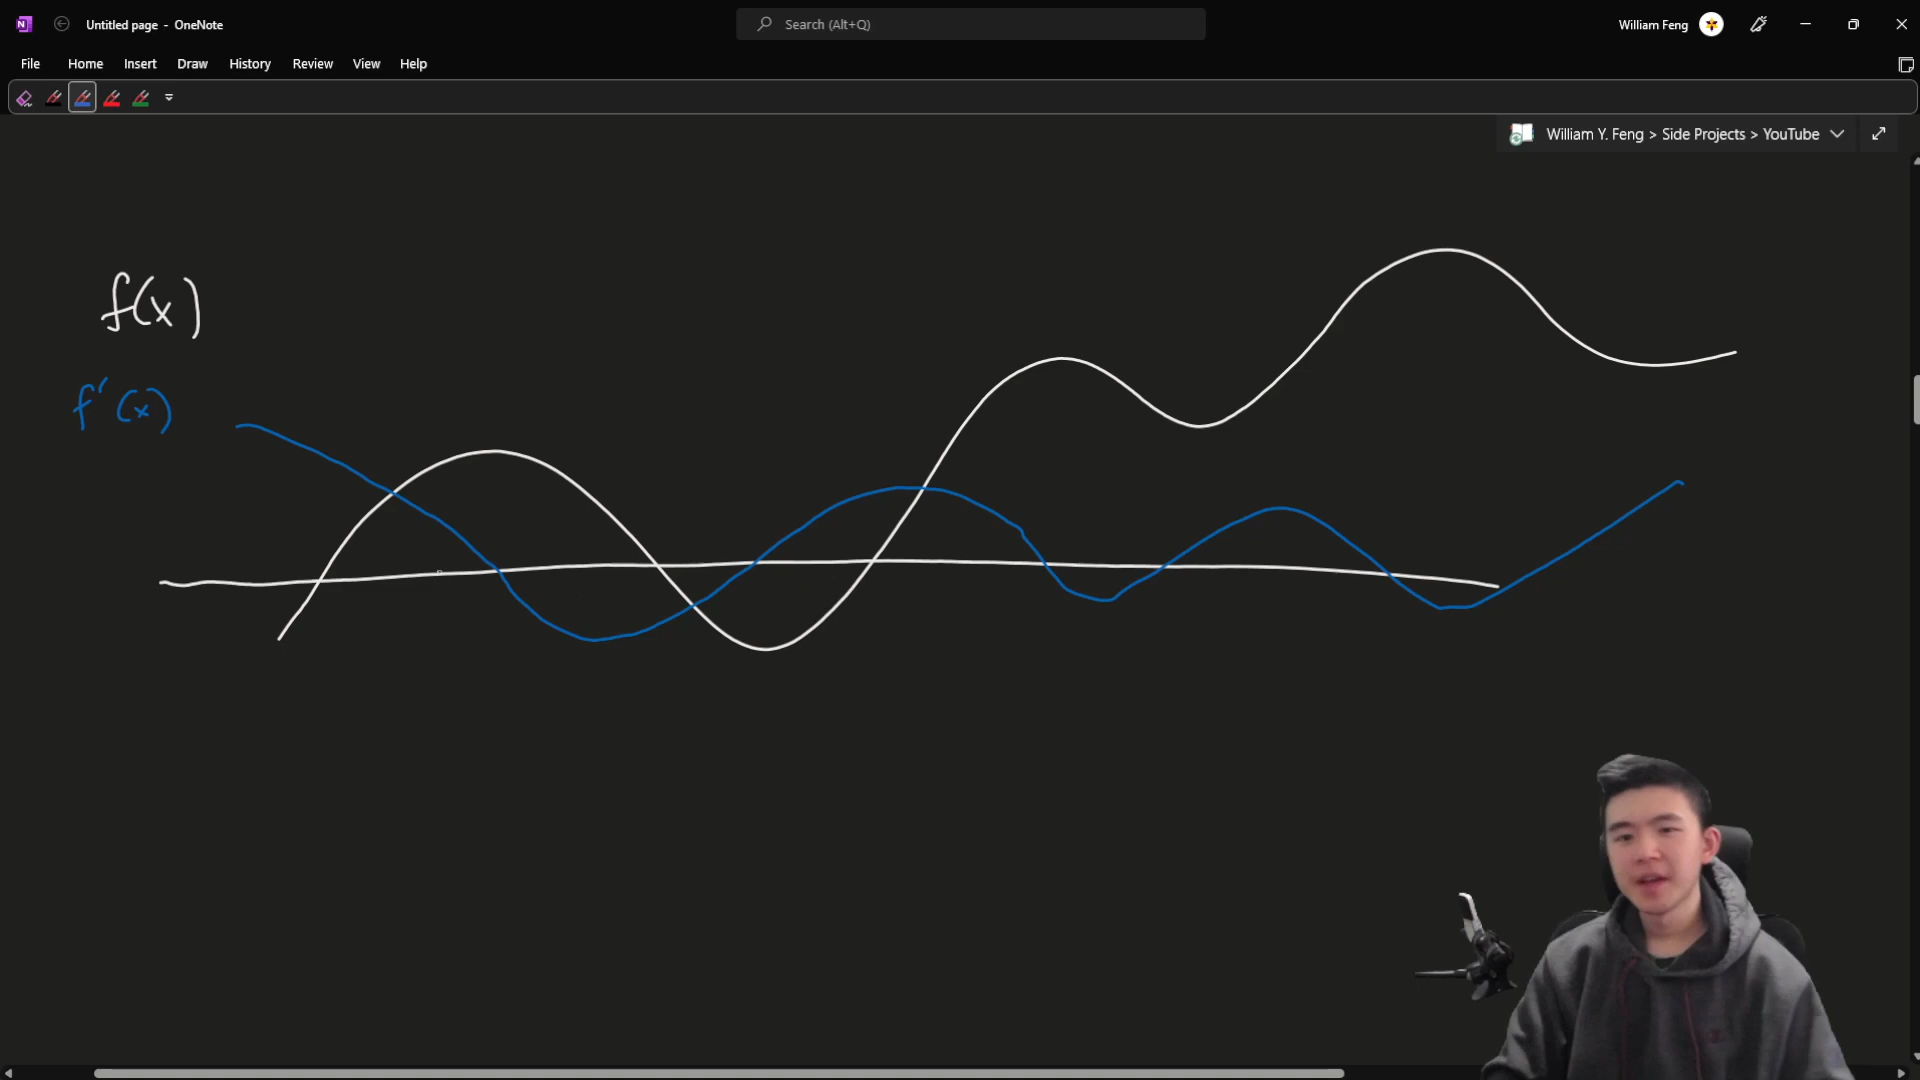 Untitled page - OneNote
Search (Alt+Q)
William Feng
File Home Insert Draw History Review View Help
William Y. Feng > Side Projects > YouTube
f(x)
f'(x)